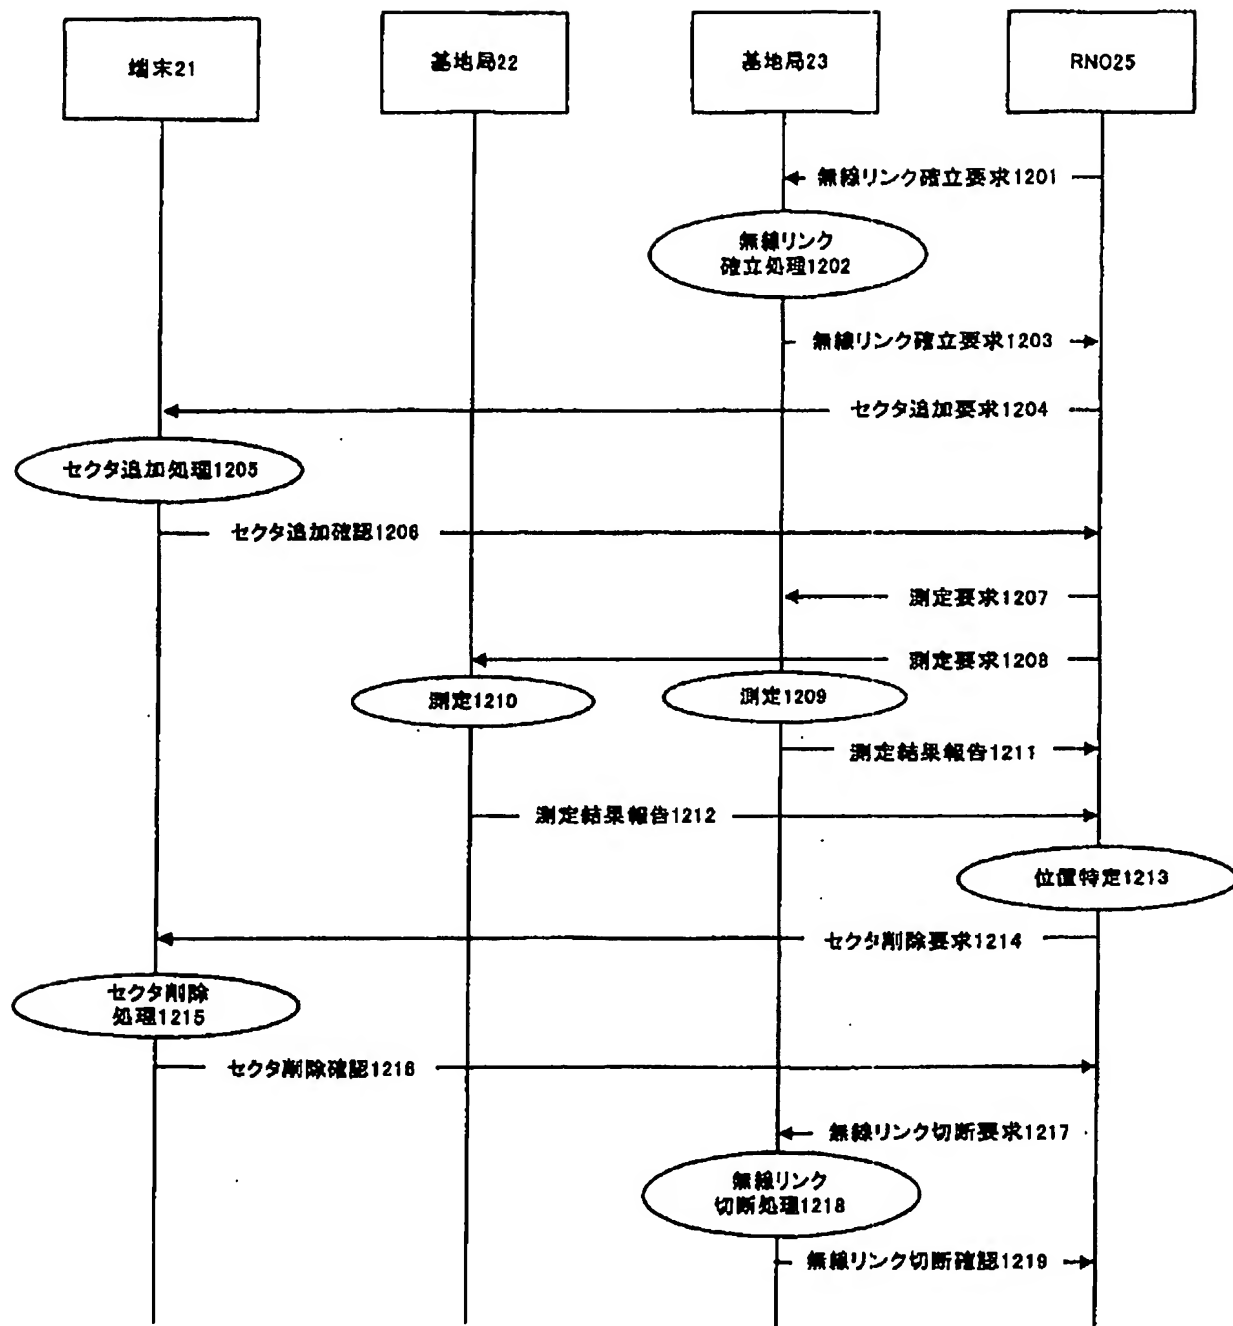 端末21
基地局22
基地局23
RNO25
無線リンク確立要求1201
無線リンク
確立処理1202
無線リンク確立要求1203
セクタ追加要求1204
セクタ追加処理1205
セクタ追加確認1206
測定要求1207
測定要求1208
測定1210
測定1209
測定結果報告1211
測定結果報告1212
位置特定1213
セクタ削除要求1214
セクタ削除
処理1215
セクタ削除確認1216
無線リンク切断要求1217
無線リンク
切断処理1218
無線リンク切断確認1219